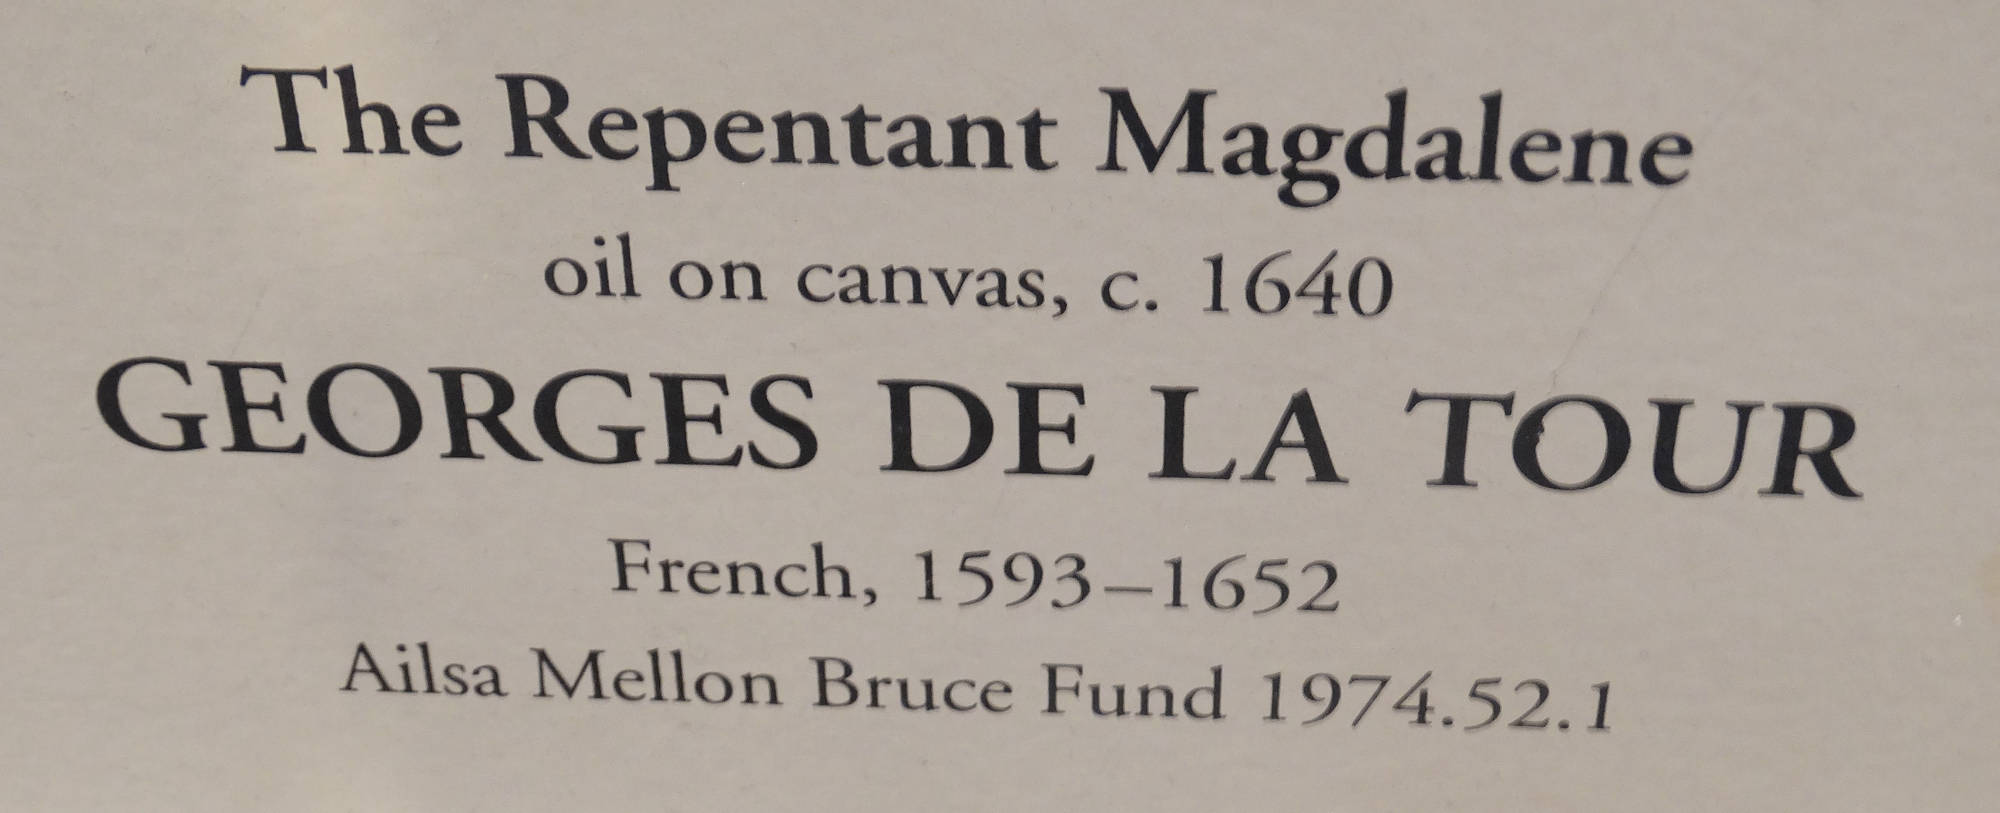 The Repentant Magdalene
oil on canvas, c. 1640
GEORGES DE LA TOUR
French, 1593–1652
Ailsa Mellon Bruce Fund 1974.52.1